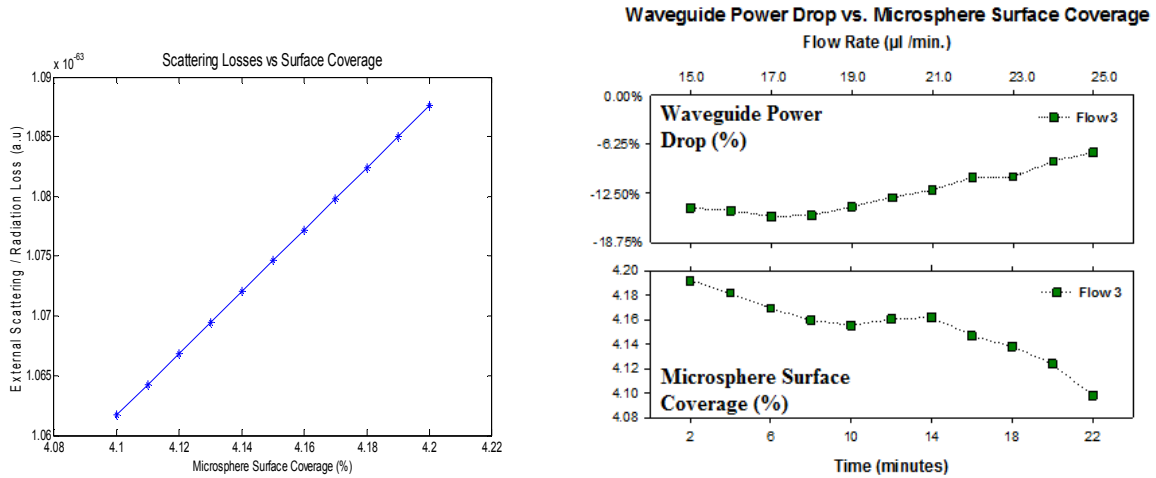 Scattering Losses vs Surface Coverage
x 10^-63
1.09
1.085
1.08
1.075
1.07
1.065
1.06
External Scattering / Radiation Loss (a.u)
4.08 4.1 4.12 4.14 4.16 4.18 4.2 4.22
Microsphere Surface Coverage (%)
Waveguide Power Drop vs. Microsphere Surface Coverage
Flow Rate (µl /min.)
15.0 17.0 19.0 21.0 23.0 25.0
0.00%
-6.25%
-12.50%
-18.75%
Waveguide Power
Drop (%)
Flow 3
4.20
4.18
4.16
4.14
4.12
4.10
4.08
Flow 3
Microsphere Surface
Coverage (%)
2 6 10 14 18 22
Time (minutes)